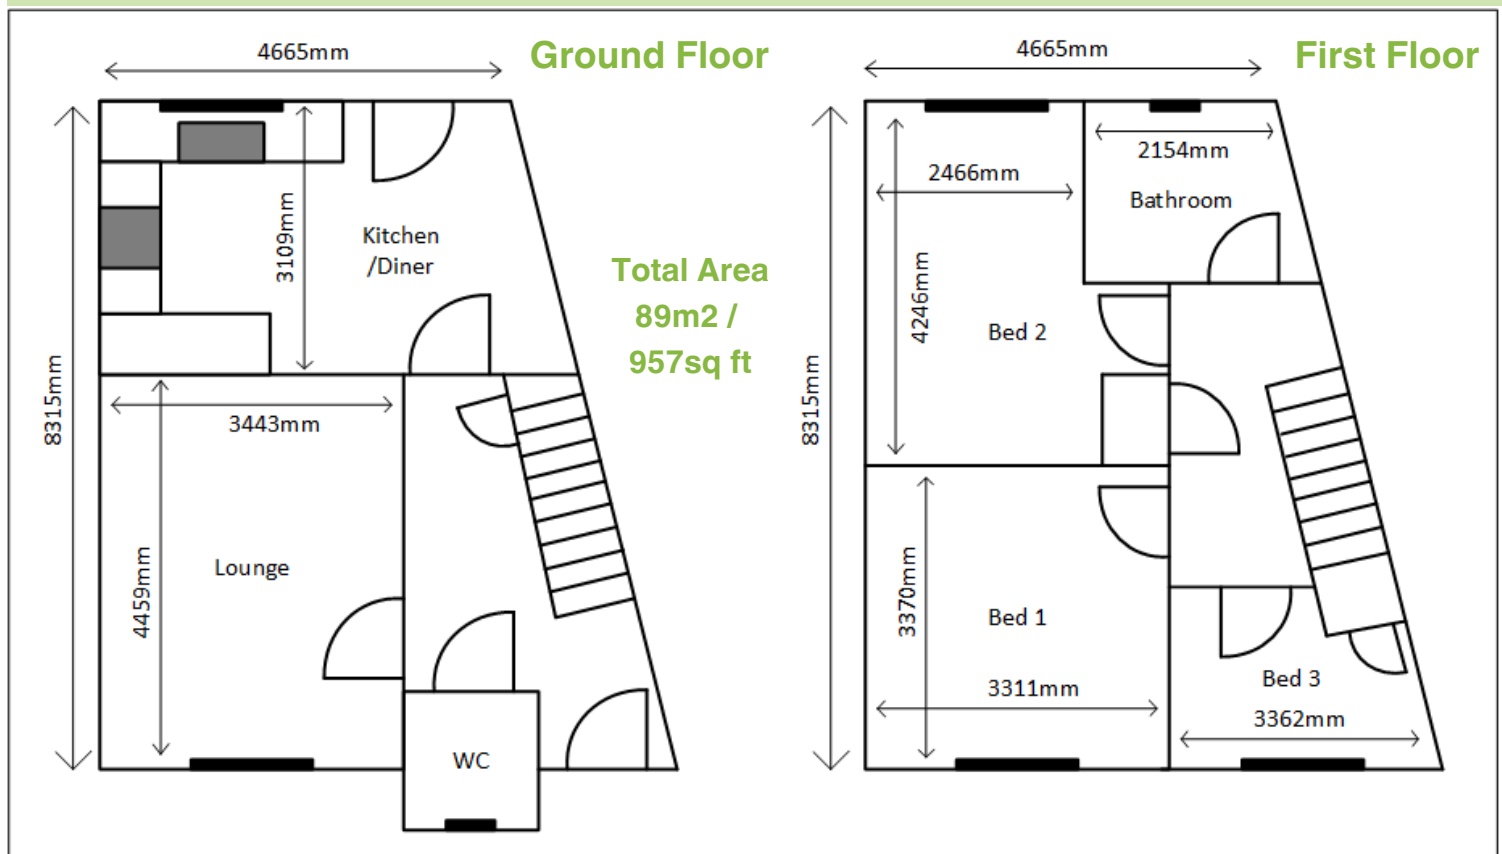 4665mm
Ground Floor
8315mm
3109mm
Kitchen
/Diner
3443mm
4459mm
Lounge
WC
Total Area
89m2 /
957sq ft
4665mm
First Floor
8315mm
2154mm
Bathroom
2466mm
4246mm
Bed 2
3370mm
Bed 1
3311mm
Bed 3
3362mm